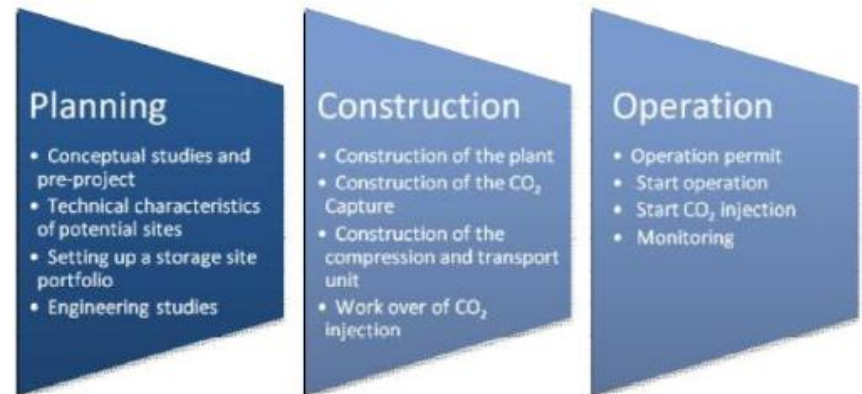 Planning
• Conceptual studies and
pre-project
• Technical characteristics
of potential sites
• Setting up a storage site
portfolio
• Engineering studies
Construction
• Construction of the plant
• Construction of the CO₂
Capture
• Construction of the
compression and transport
unit
• Work over of CO₂
injection
Operation
• Operation permit
• Start operation
• Start CO₂ injection
• Monitoring